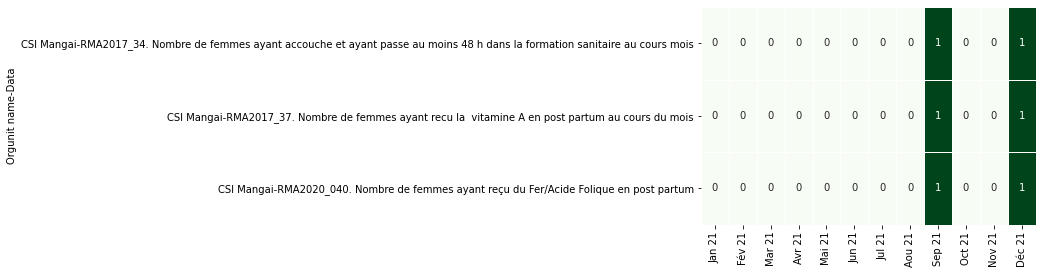 Orgunit name-Data
CSI Mangai-RMA2017_34. Nombre de femmes ayant accouche et ayant passe au moins 48 h dans la formation sanitaire au cours mois
0 0 0 0 0 0 0 0 1 0 0 1
CSI Mangai-RMA2017_37. Nombre de femmes ayant recu la  vitamine A en post partum au cours du mois
0 0 0 0 0 0 0 0 1 0 0 1
CSI Mangai-RMA2020_040. Nombre de femmes ayant reçu du Fer/Acide Folique en post partum
0 0 0 0 0 0 0 0 1 0 0 1
Jan 21
Fév 21
Mar 21
Avr 21
Mai 21
Jun 21
Jul 21
Aou 21
Sep 21
Oct 21
Nov 21
Déc 21